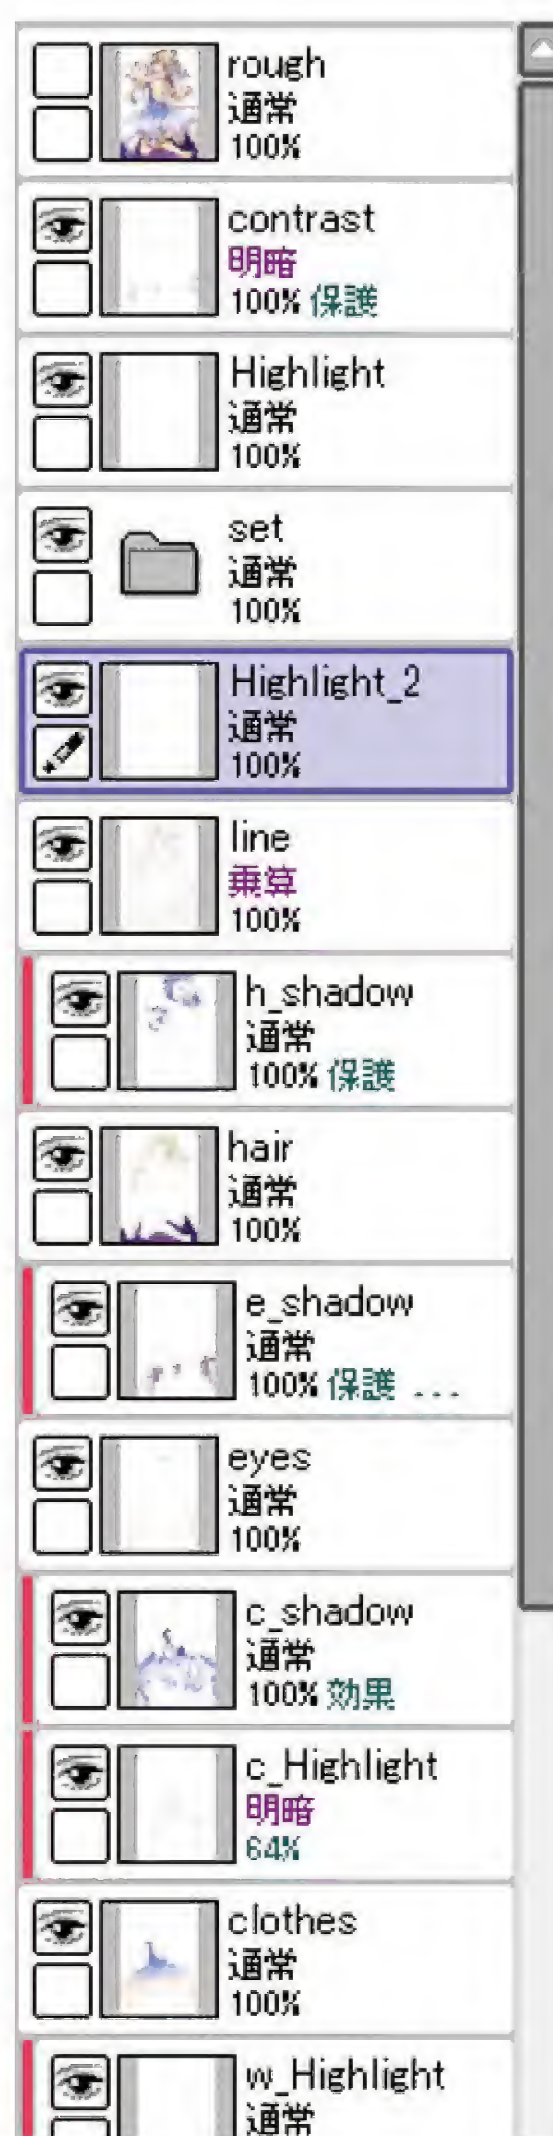 rough
通常
100%
contrast
明暗
100% 保護
Highlight
通常
100%
set
通常
100%
Highlight_2
通常
100%
line
乗算
100%
h_shadow
通常
100% 保護
hair
通常
100%
e_shadow
通常
100% 保護 ...
eyes
通常
100%
c_shadow
通常
100% 効果
c_Highlight
明暗
64%
clothes
通常
100%
w_Highlight
通常